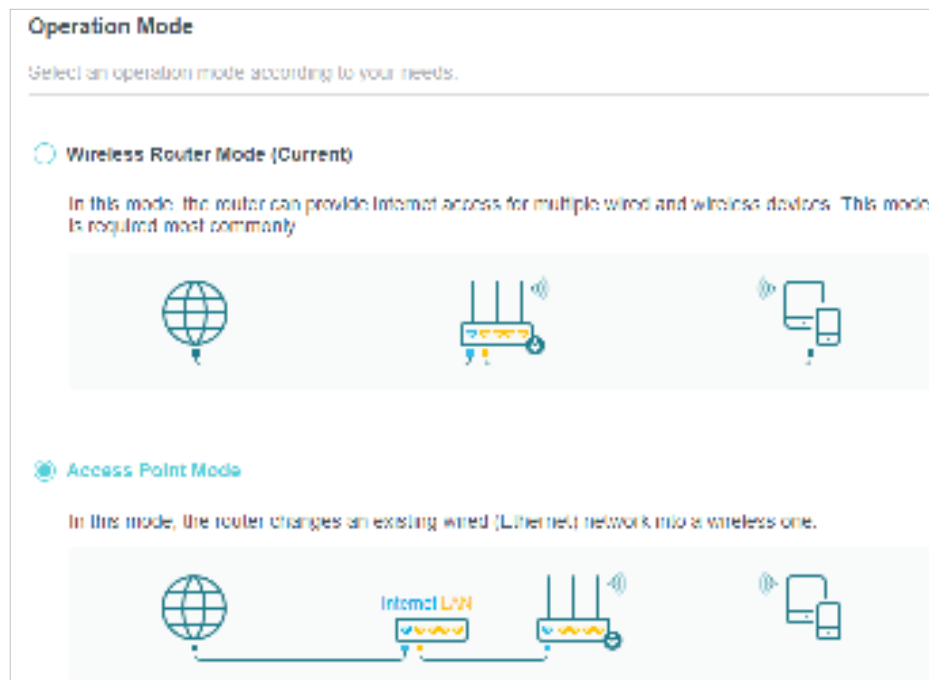 Operation Mode
Select an operation mode according to your needs.
Wireless Router Mode (Current)
In this mode, the router can provide internet access for multiple wired and wireless devices. This mode
is required most commonly
Access Point Mode
In this mode, the router changes an existing wired (Ethernet) network into a wireless one.
Internet LAN